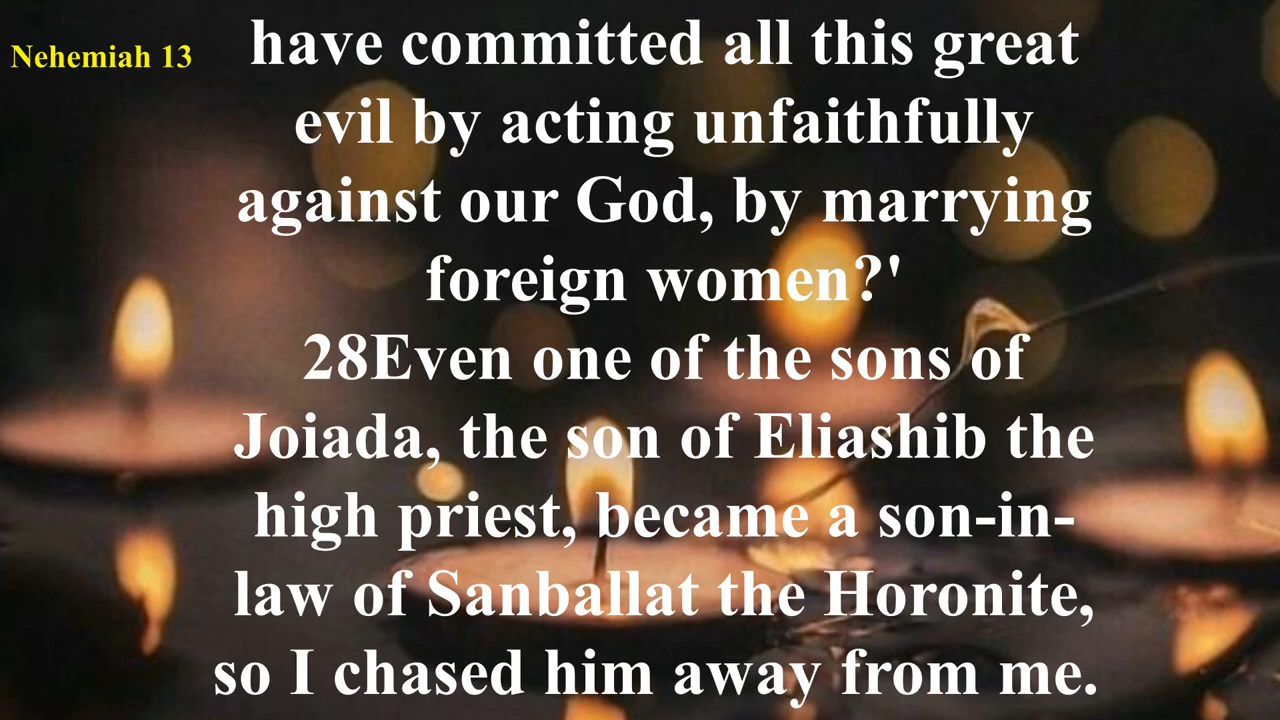 Nehemiah 13
have committed all this great
evil by acting unfaithfully
against our God, by marrying
foreign women?'
28Even one of the sons of
Joiada, the son of Eliashib the
high priest, became a son-in-
law of Sanballat the Horonite,
so I chased him away from me.